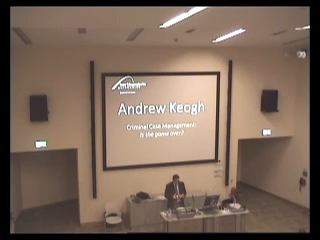 Andrew Keogh
Criminal Case Management:
Is the game over?